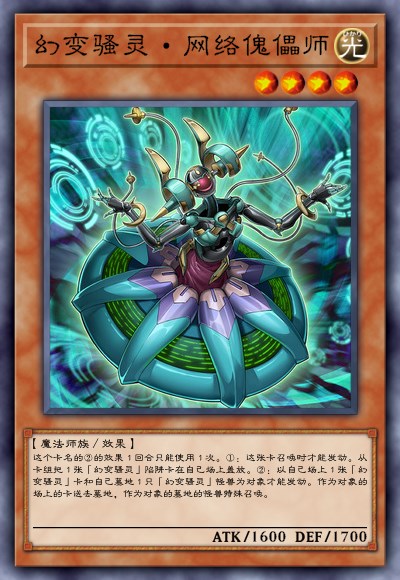 幻变骚灵·网络傀儡师
光
ひかり
【魔法师族／效果】
这个卡名的②的效果1回合只能使用1次。①：这张卡召唤时才能发动。从
卡组把1张「幻变骚灵」陷阱卡在自己场上盖放。②：以自己场上1张「幻
变骚灵」卡和自己墓地1只「幻变骚灵」怪兽为对象才能发动。作为对象的
场上的卡送去墓地，作为对象的墓地的怪兽特殊召唤。
ATK/1600 DEF/1700